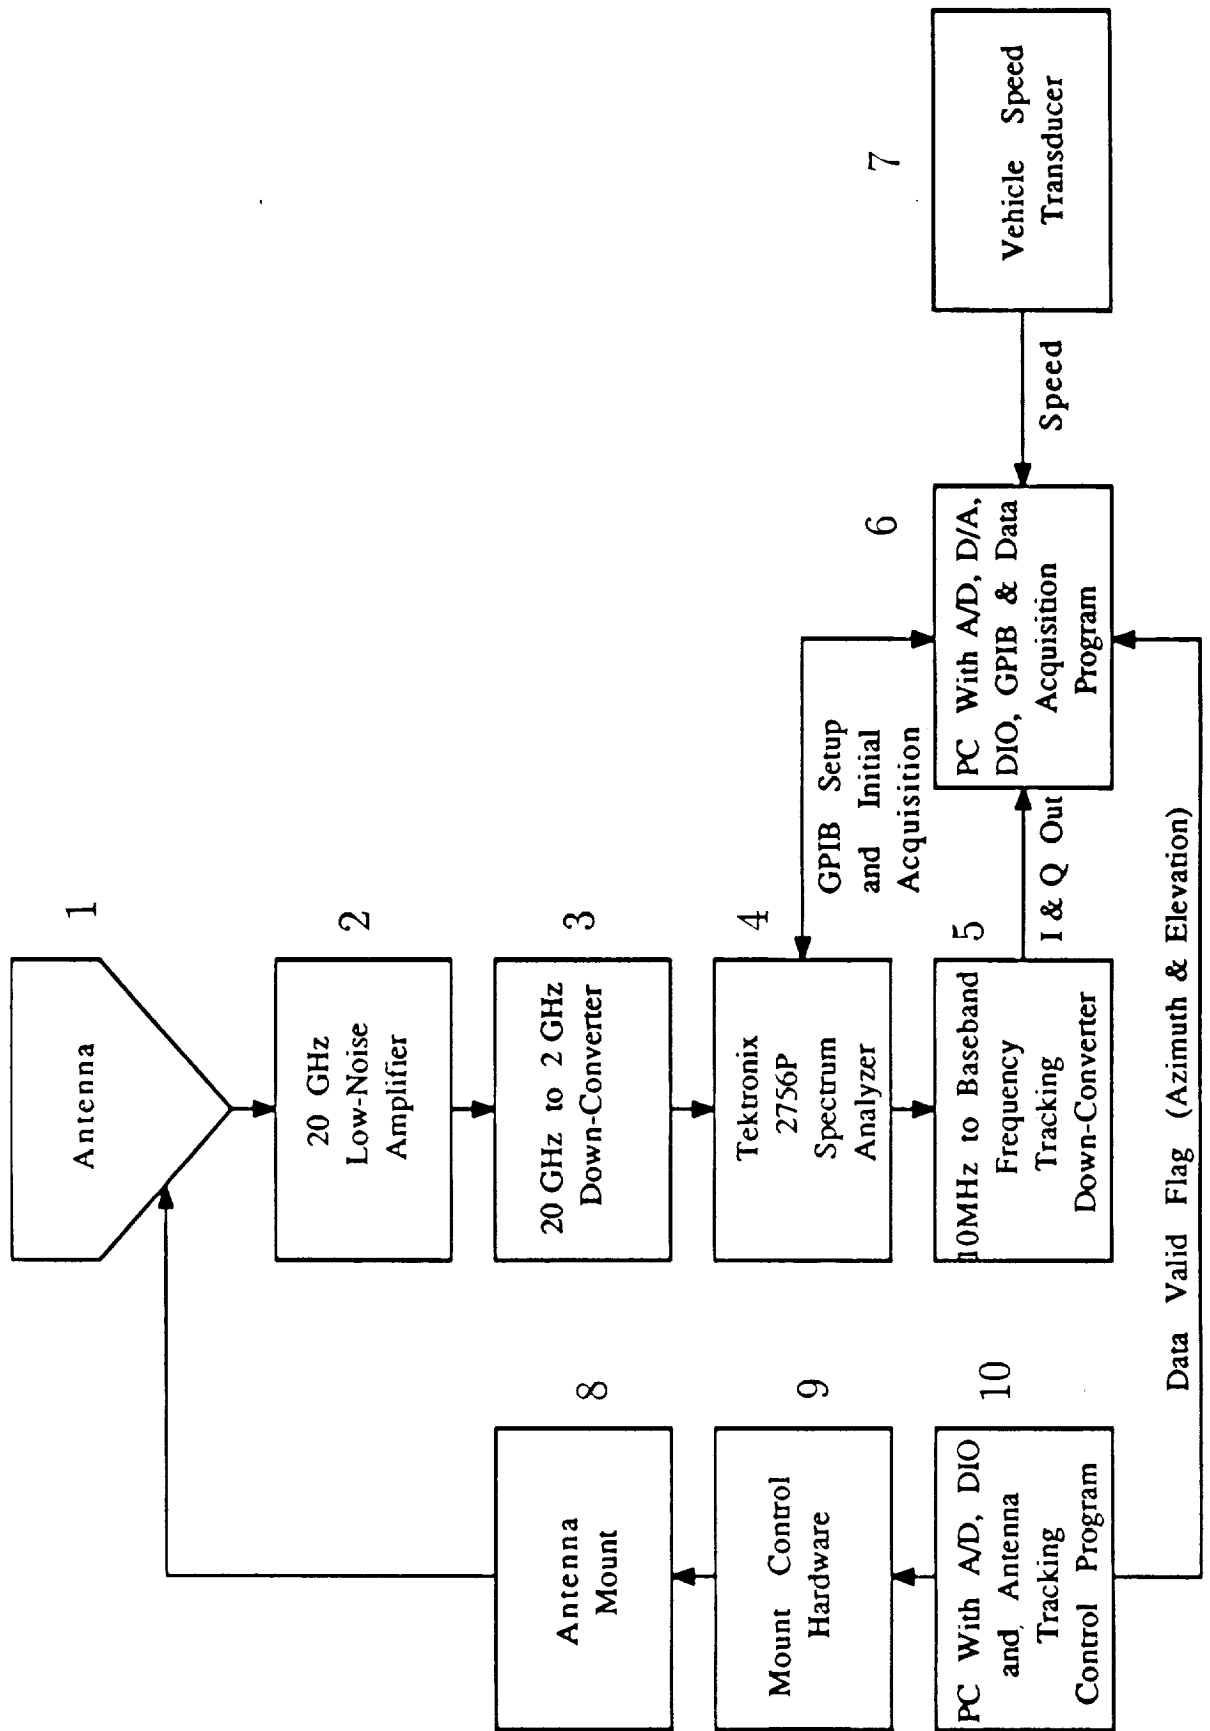 1
Antenna
2
20 GHz
Low-Noise
Amplifier
3
20 GHz to 2 GHz
Down-Converter
4
Tektronix
2756P
Spectrum
Analyzer
GPIB Setup
and Initial
Acquisition
5
10MHz to Baseband
Frequency
Tracking
Down-Converter
I & Q Out
6
PC With A/D, D/A,
DIO, GPIB & Data
Acquisition
Program
Speed
7
Vehicle Speed
Transducer
8
Antenna
Mount
9
Mount Control
Hardware
10
PC With A/D, DIO
and Antenna
Tracking
Control Program
Data Valid Flag (Azimuth & Elevation)